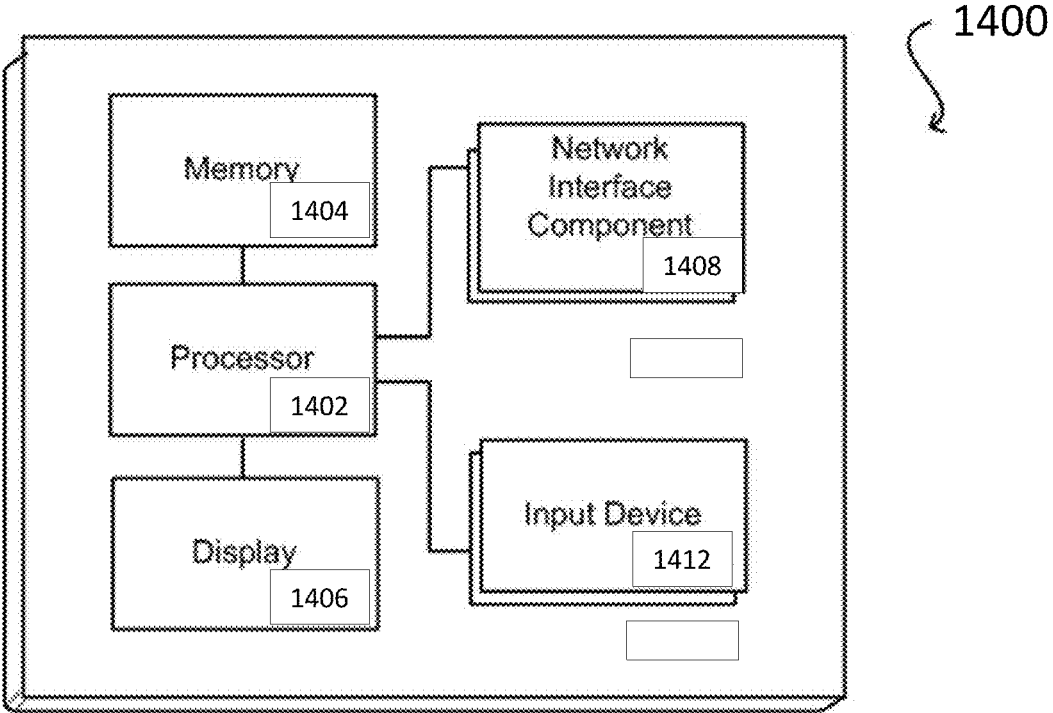 1400
Memory
1404
Network
Interface
Component
1408
Processor
1402
Input Device
1412
Display
1406